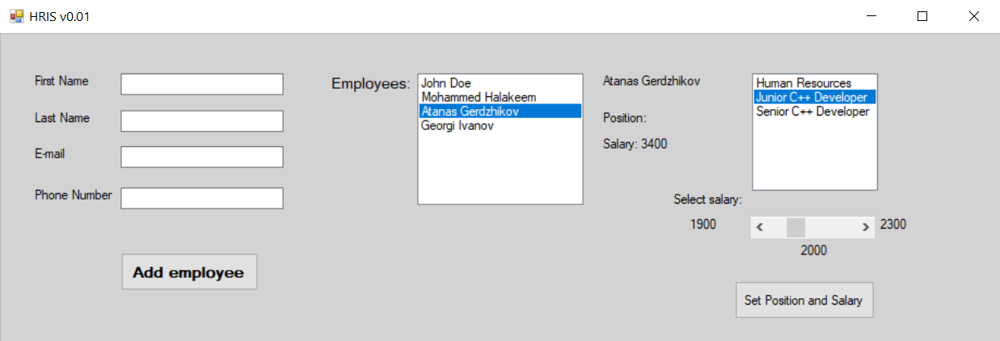 HRIS v0.01
First Name
Last Name
E-mail
Phone Number
Add employee
Employees:
John Doe
Mohammed Halakeem
Atanas Gerdzhikov
Georgi Ivanov
Atanas Gerdzhikov
Position:
Salary: 3400
Human Resources
Junior C++ Developer
Senior C++ Developer
Select salary:
1900
2300
2000
Set Position and Salary